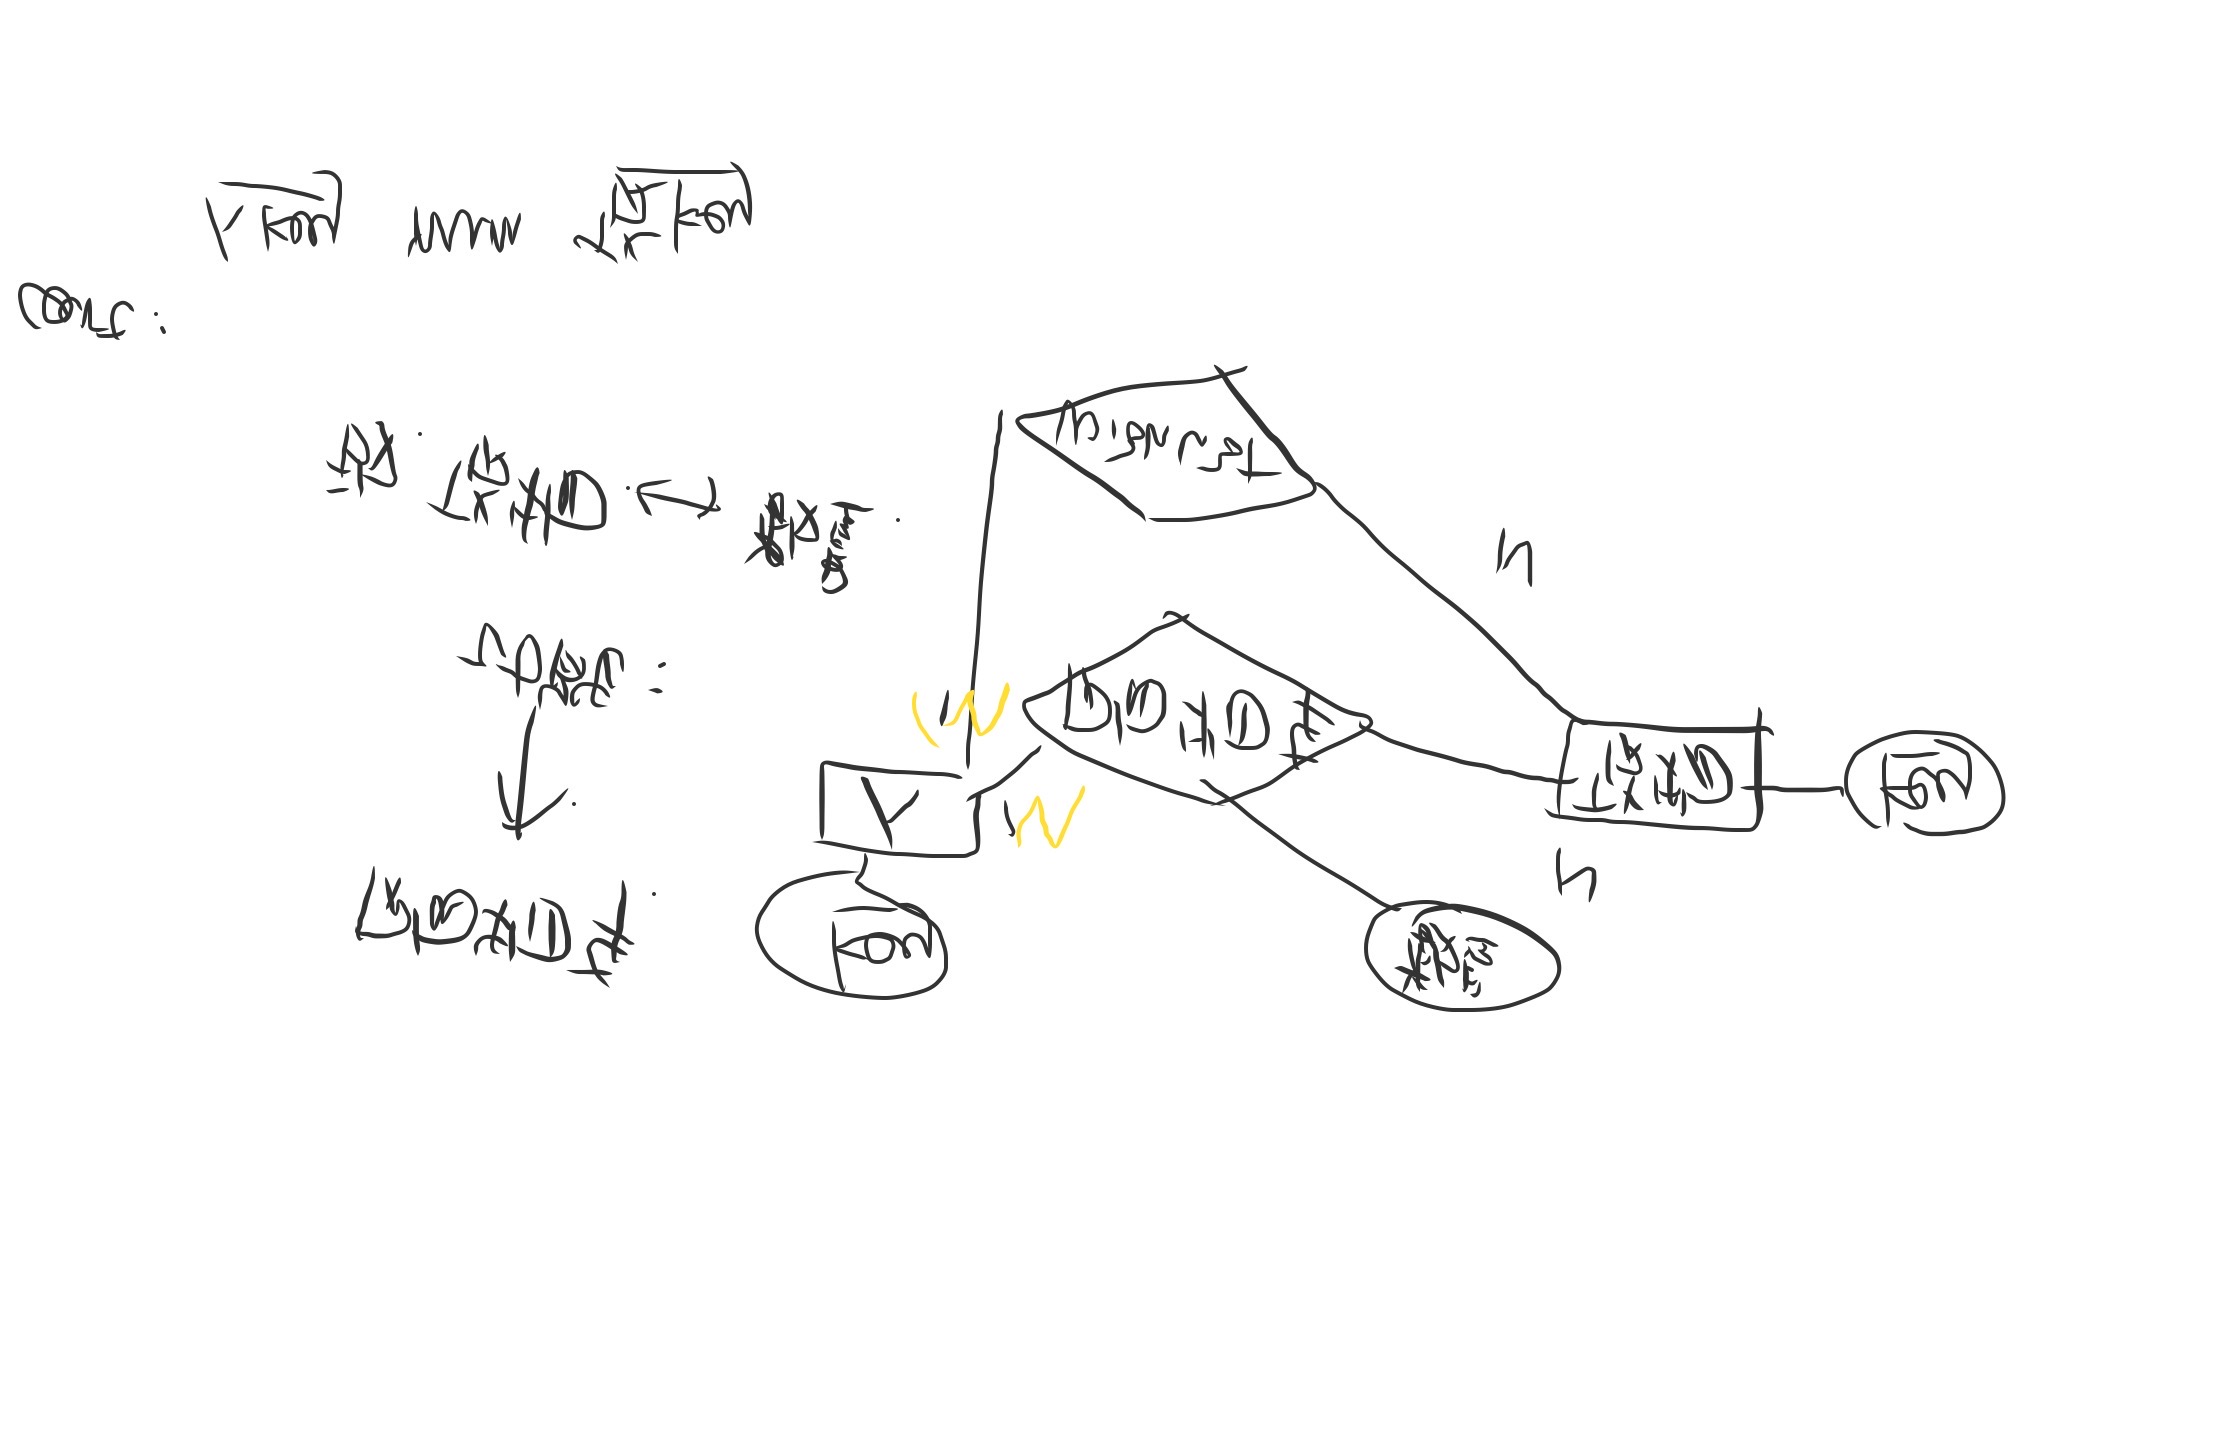 购物车.
功能:
放.货物.↔数量.
cart:
人key num 货key
key
人
M
M
购物车
数量
N
货物
key
N
Wishlist